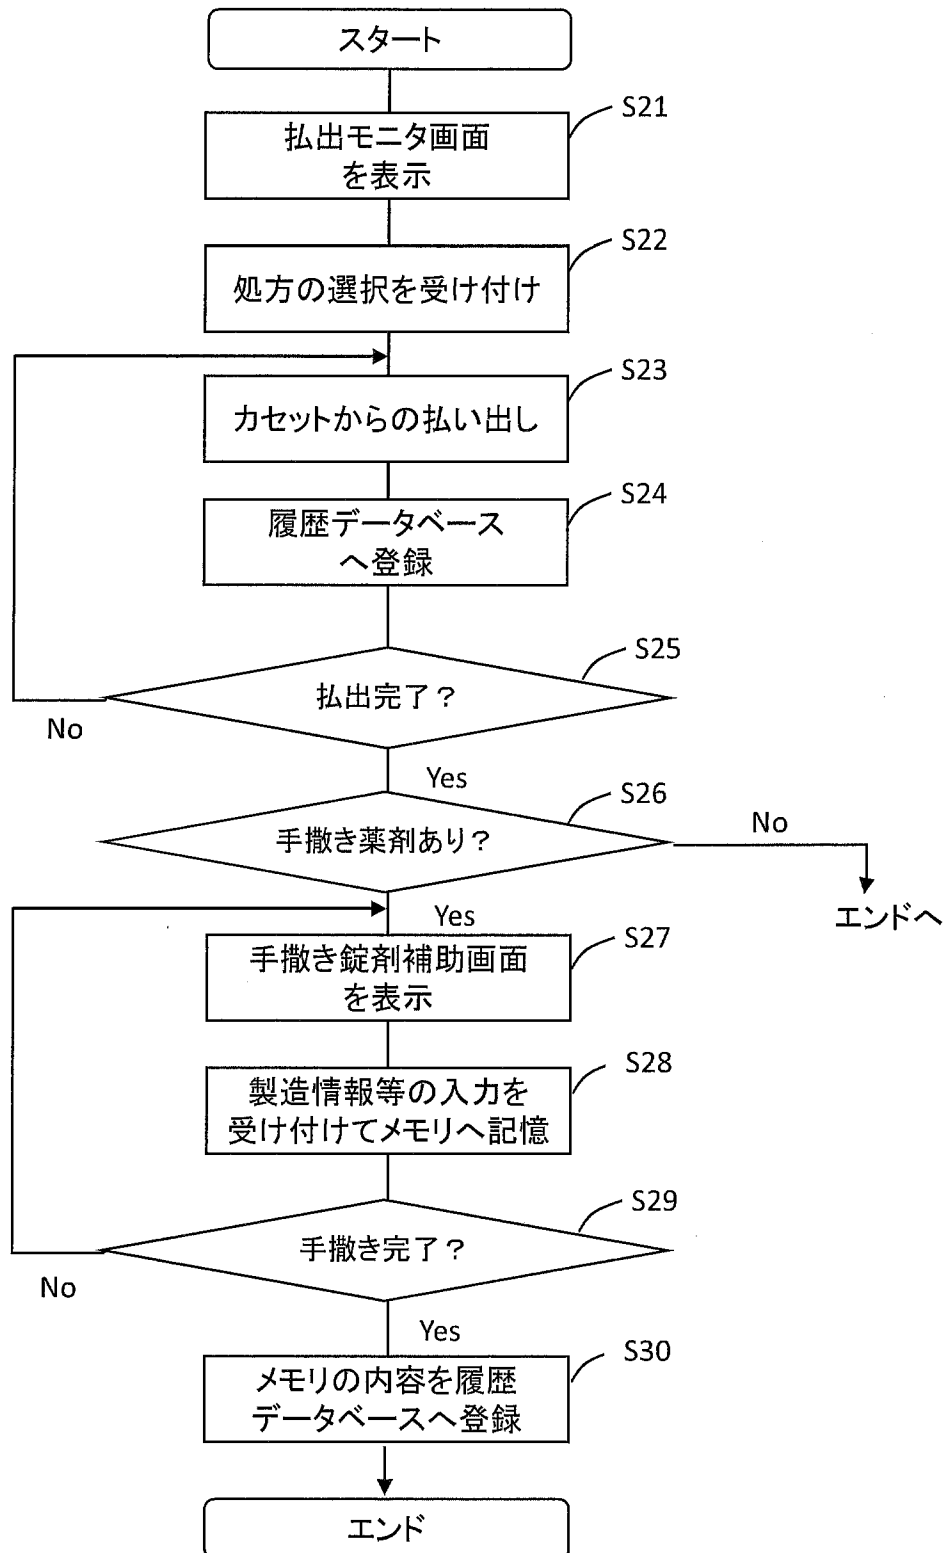 スタート
S21
払出モニタ画面
を表示
S22
処方の選択を受け付け
S23
カセットからの払い出し
S24
履歴データベース
へ登録
S25
払出完了？
No
Yes
S26
手撒き薬剤あり？
No
エンドへ
Yes
S27
手撒き錠剤補助画面
を表示
S28
製造情報等の入力を
受け付けてメモリへ記憶
S29
手撒き完了？
No
Yes
S30
メモリの内容を履歴
データベースへ登録
エンド